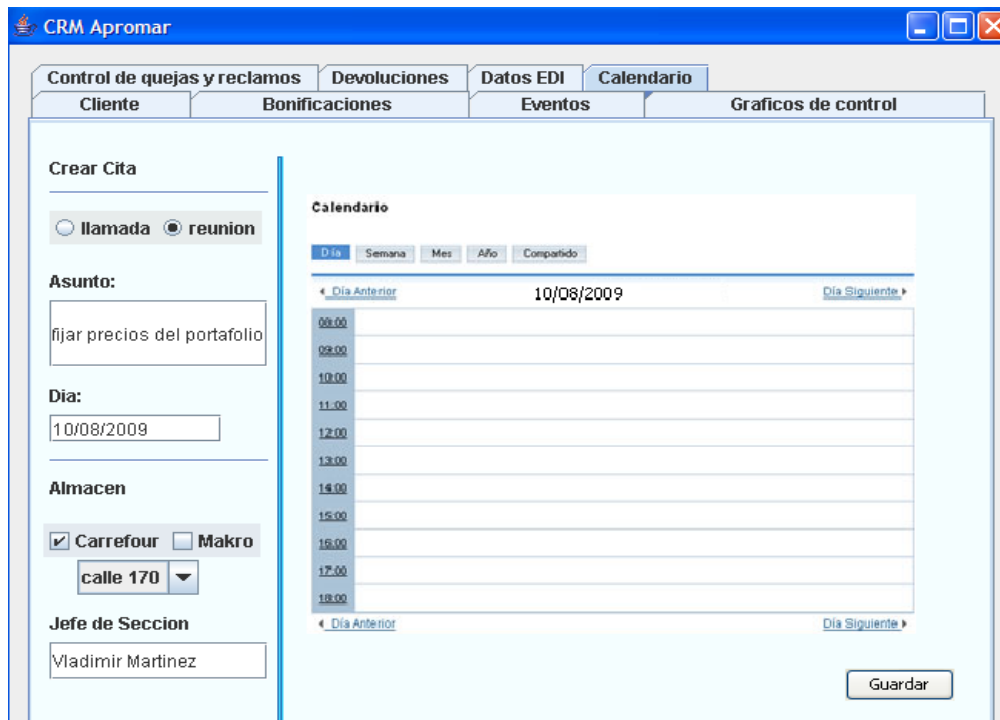 CRM Apromar
Control de quejas y reclamos Devoluciones Datos EDI Calendario
Cliente Bonificaciones Eventos Graficos de control
Crear Cita
llamada reunion
Asunto:
fijar precios del portafolio
Dia:
10/08/2009
Almacen
Carrefour Makro
calle 170
Jefe de Seccion
Vladimir Martinez
Calendario
Día Semana Mes Año Compartido
Día Anterior 10/08/2009 Día Siguiente
08:00
09:00
10:00
11:00
12:00
13:00
14:00
15:00
16:00
17:00
18:00
Día Anterior Día Siguiente
Guardar